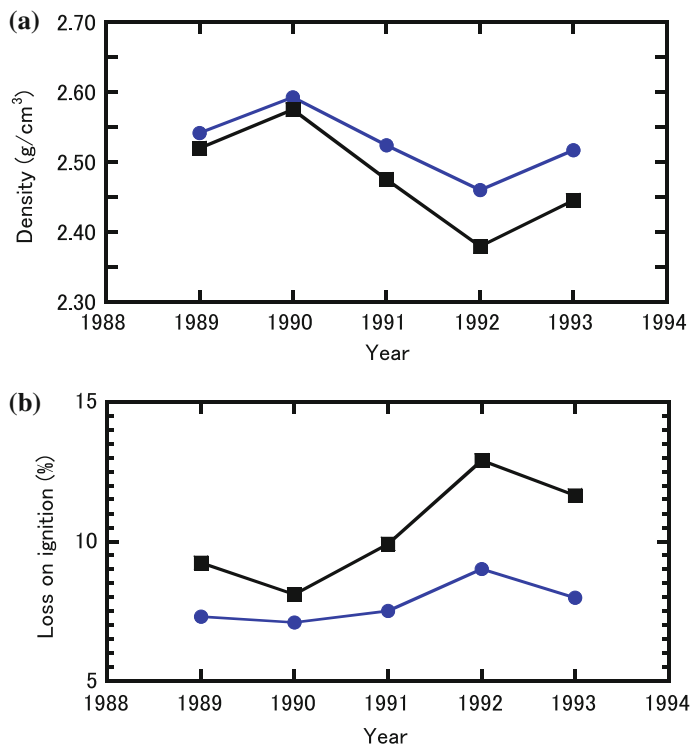 (a)
2.70
2.60
2.50
2.40
2.30
Density (g/cm³)
1988 1989 1990 1991 1992 1993 1994
Year
(b)
15
10
5
Loss on ignition (%)
1988 1989 1990 1991 1992 1993 1994
Year